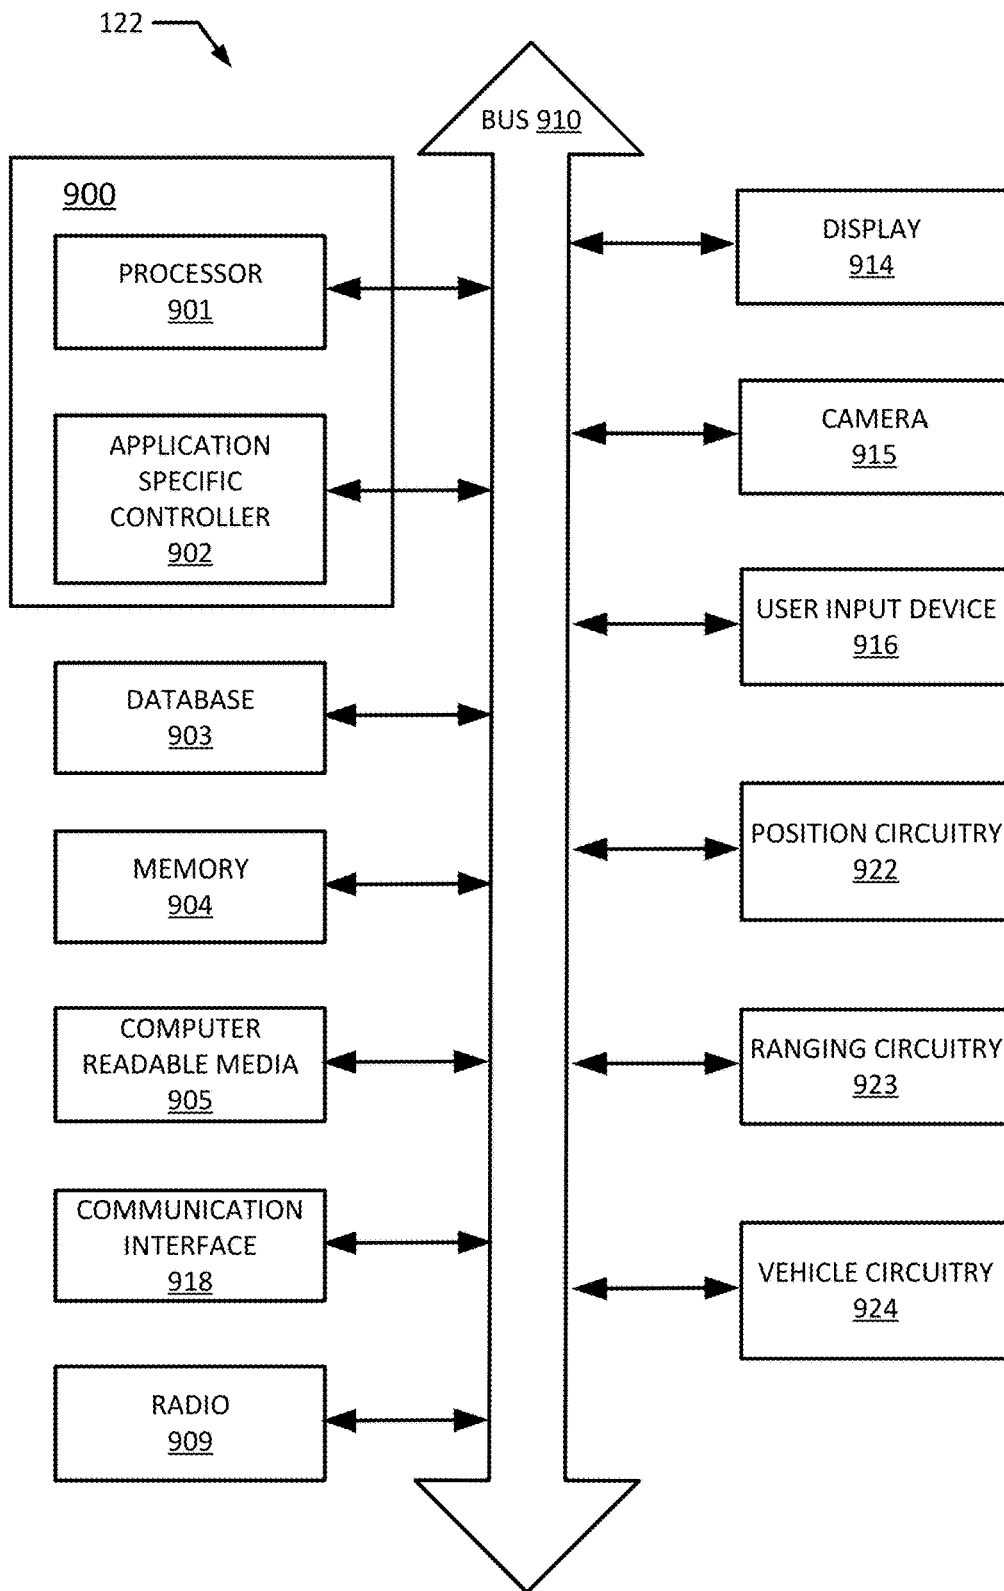 122
BUS 910
900
PROCESSOR
901
APPLICATION
SPECIFIC
CONTROLLER
902
DATABASE
903
MEMORY
904
COMPUTER
READABLE MEDIA
905
COMMUNICATION
INTERFACE
918
RADIO
909
DISPLAY
914
CAMERA
915
USER INPUT DEVICE
916
POSITION CIRCUITRY
922
RANGING CIRCUITRY
923
VEHICLE CIRCUITRY
924